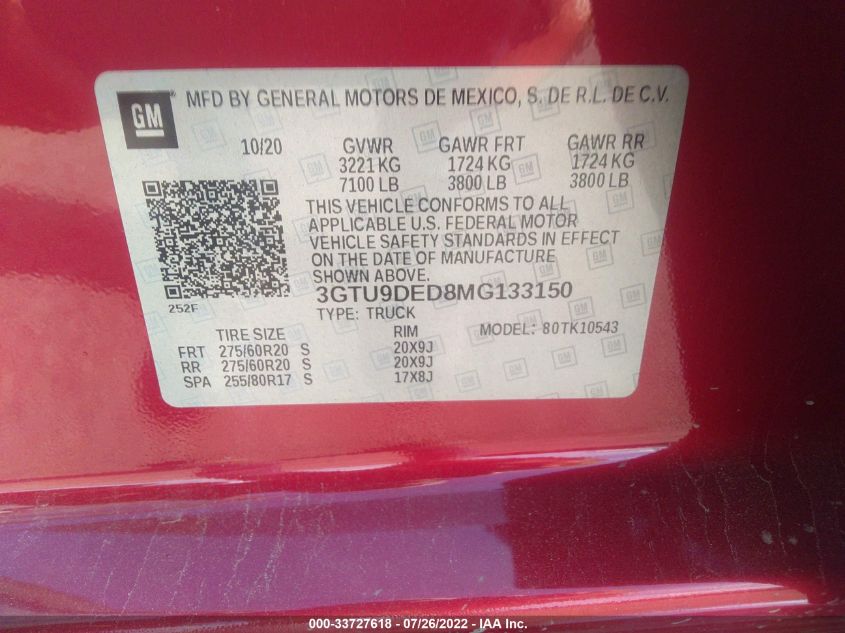 GM
MFD BY GENERAL MOTORS DE MEXICO, S. DE R.L. DE C.V.
10/20 GVWR GAWR FRT GAWR RR
3221 KG 1724 KG 1724 KG
7100 LB 3800 LB 3800 LB
THIS VEHICLE CONFORMS TO ALL
APPLICABLE U.S. FEDERAL MOTOR
VEHICLE SAFETY STANDARDS IN EFFECT
ON THE DATE OF MANUFACTURE
SHOWN ABOVE.
252F
3GTU9DED8MG133150
TYPE: TRUCK MODEL: 80TK10543
TIRE SIZE RIM
FRT 275/60R20 S 20X9J
RR 275/60R20 S 20X9J
SPA 255/80R17 S 17X8J
000-33727618 - 07/26/2022 - IAA Inc.